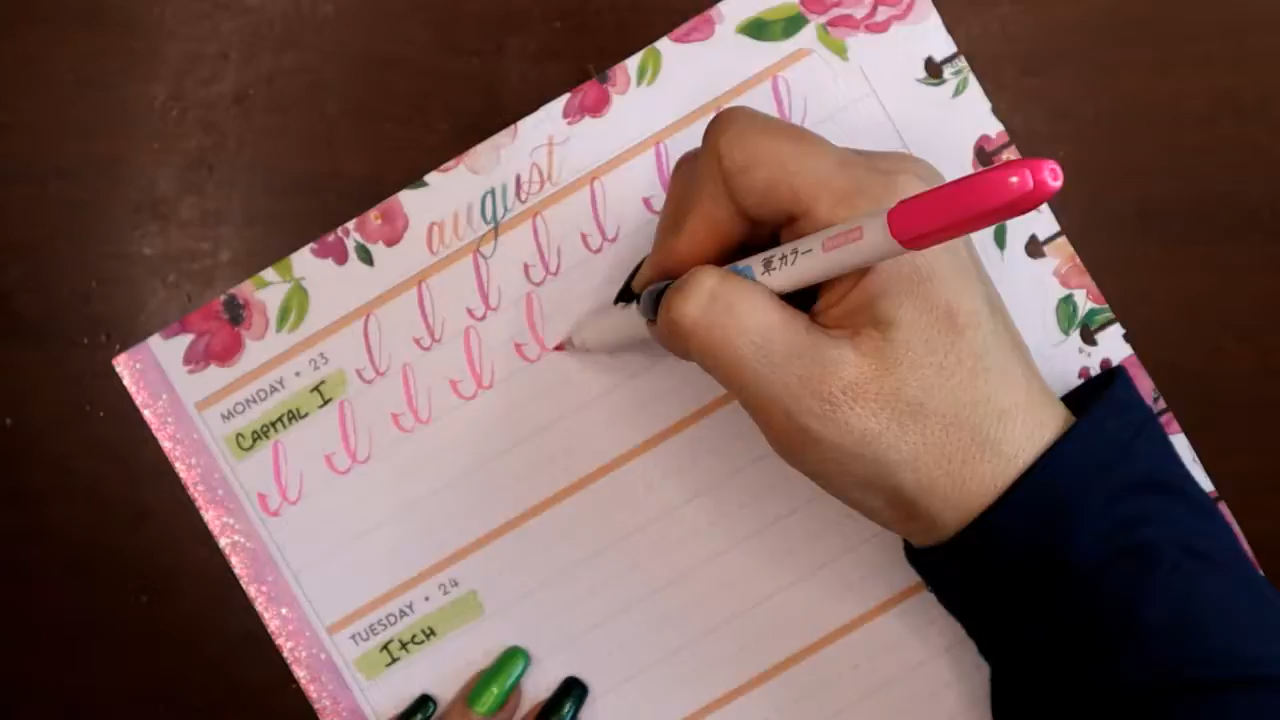 august
MONDAY • 23
CAPITAL I
I I I I I I I
I I I I I
TUESDAY • 24
ItCH
筆カラー